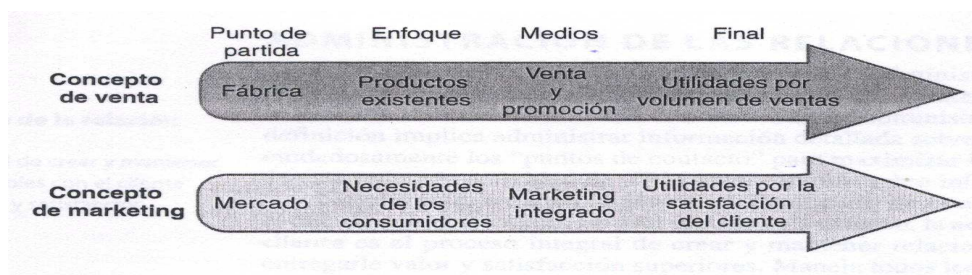 Punto de partida Enfoque Medios Final
Concepto de venta
Fábrica
Productos existentes
Venta y promoción
Utilidades por volumen de ventas
Concepto de marketing
Mercado
Necesidades de los consumidores
Marketing integrado
Utilidades por la satisfacción del cliente